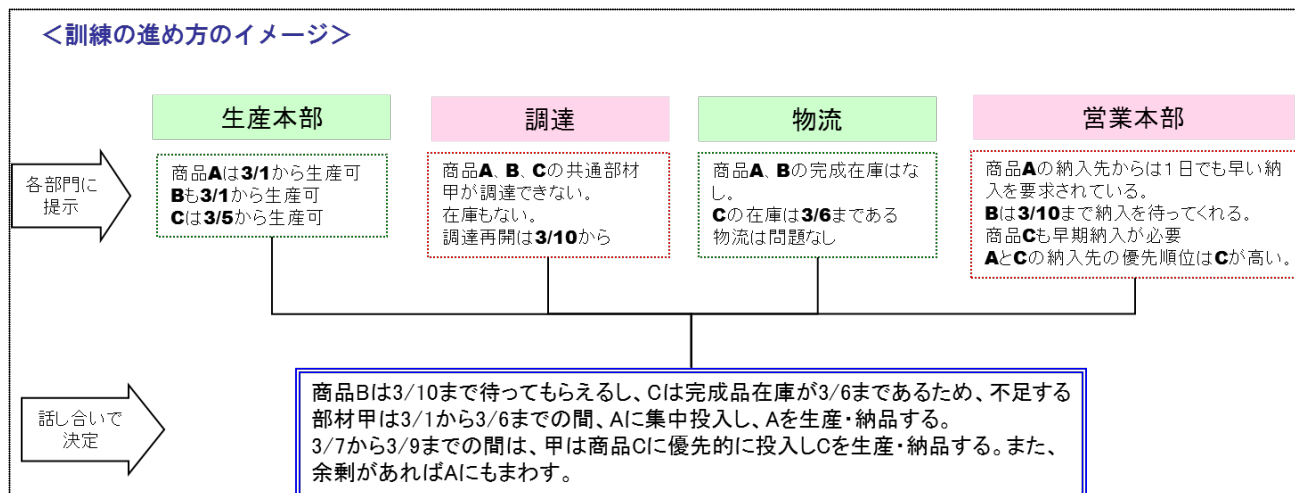 ＜訓練の進め方のイメージ＞
生産本部
調達
物流
営業本部
各部門に
提示
商品Aは3/1から生産可
Bも3/1から生産可
Cは3/5から生産可
商品A、B、Cの共通部材
甲が調達できない。
在庫もない。
調達再開は3/10から
商品A、Bの完成在庫はな
し。
Cの在庫は3/6まである
物流は問題なし
商品Aの納入先からは１日でも早い納
入を要求されている。
Bは3/10まで納入を待ってくれる。
商品Cも早期納入が必要
AとCの納入先の優先順位はCが高い。
話し合いで
決定
商品Bは3/10まで待ってもらえるし、Cは完成品在庫が3/6まであるため、不足する
部材甲は3/1から3/6までの間、Aに集中投入し、Aを生産・納品する。
3/7から3/9までの間は、甲は商品Cに優先的に投入しCを生産・納品する。また、
余剰があればAにもまわす。